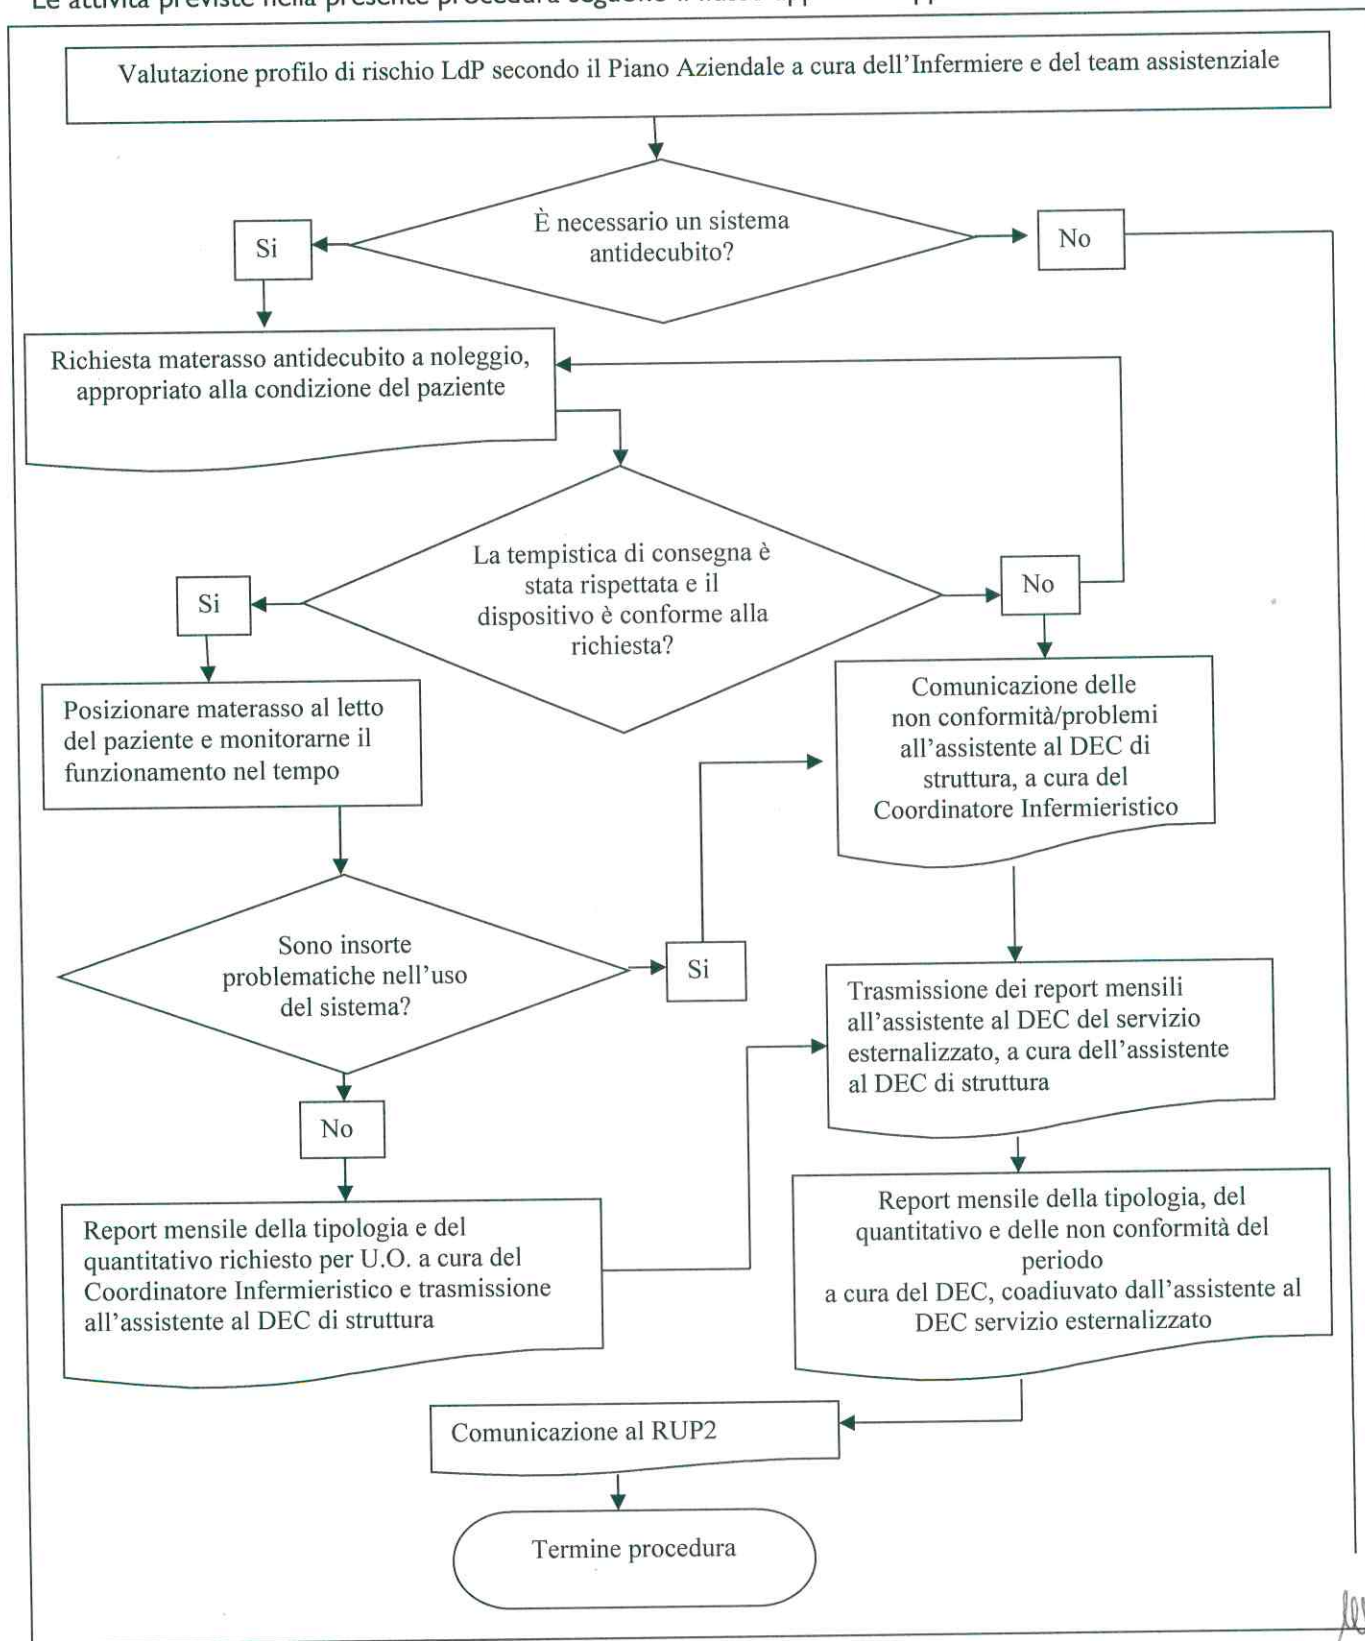 Valutazione profilo di rischio LdP secondo il Piano Aziendale a cura dell'Infermiere e del team assistenziale
È necessario un sistema
antidecubito?
Si
No
Richiesta materasso antidecubito a noleggio,
appropriato alla condizione del paziente
La tempistica di consegna è
stata rispettata e il
dispositivo è conforme alla
richiesta?
Si
No
Posizionare materasso al letto
del paziente e monitorarne il
funzionamento nel tempo
Comunicazione delle
non conformità/problemi
all'assistente al DEC di
struttura, a cura del
Coordinatore Infermieristico
Sono insorte
problematiche nell'uso
del sistema?
Si
No
Trasmissione dei report mensili
all'assistente al DEC del servizio
esternalizzato, a cura dell'assistente
al DEC di struttura
Report mensile della tipologia e del
quantitativo richiesto per U.O. a cura del
Coordinatore Infermieristico e trasmissione
all'assistente al DEC di struttura
Report mensile della tipologia, del
quantitativo e delle non conformità del
periodo
a cura del DEC, coadiuvato dall'assistente al
DEC servizio esternalizzato
Comunicazione al RUP2
Termine procedura